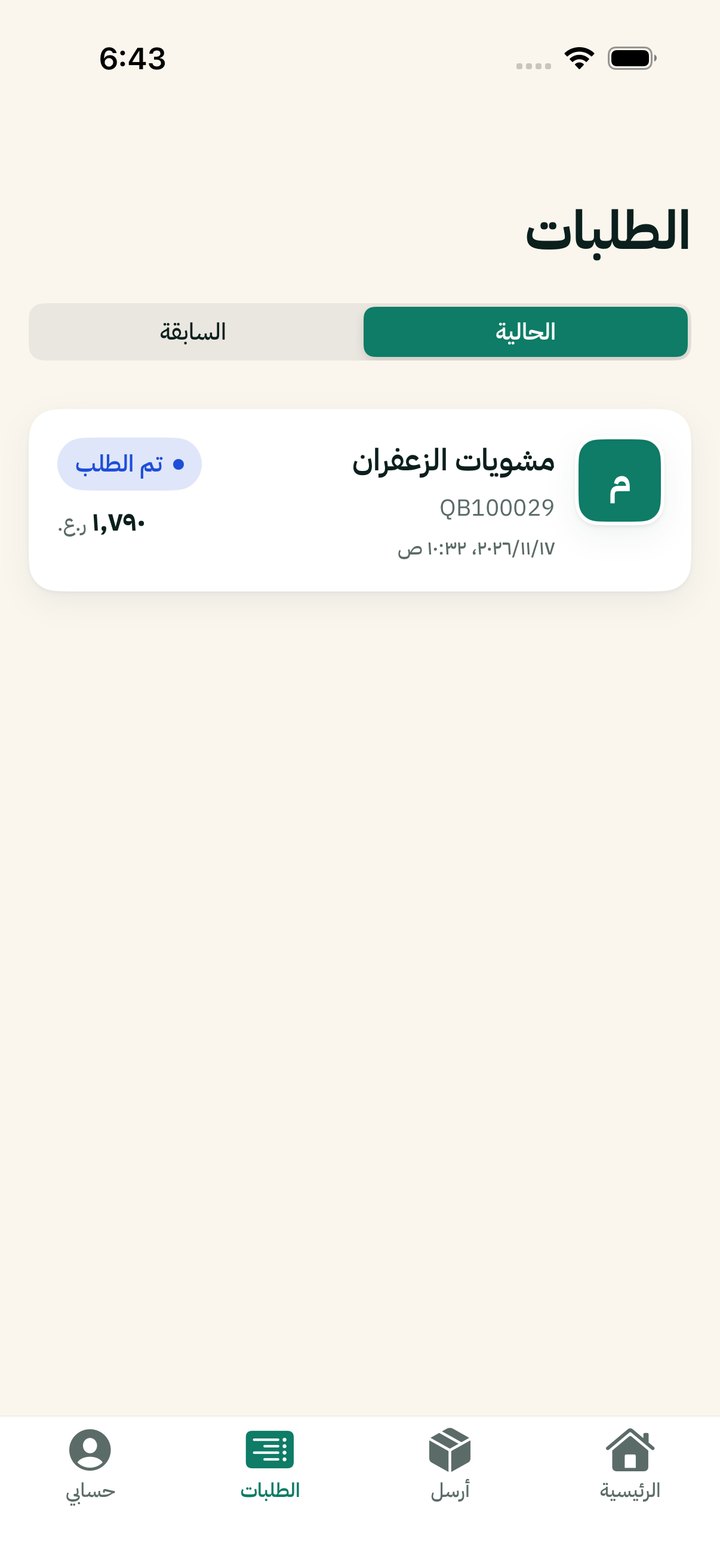 6:43
الطلبات
الحالية
السابقة
م
مشويات الزعفران
QB100029
٢٠٢٦/١١/١٧، ١٠:٣٢ ص
تم الطلب
١,٧٩٠ ر.ع.
الرئيسية
أرسل
الطلبات
حسابي